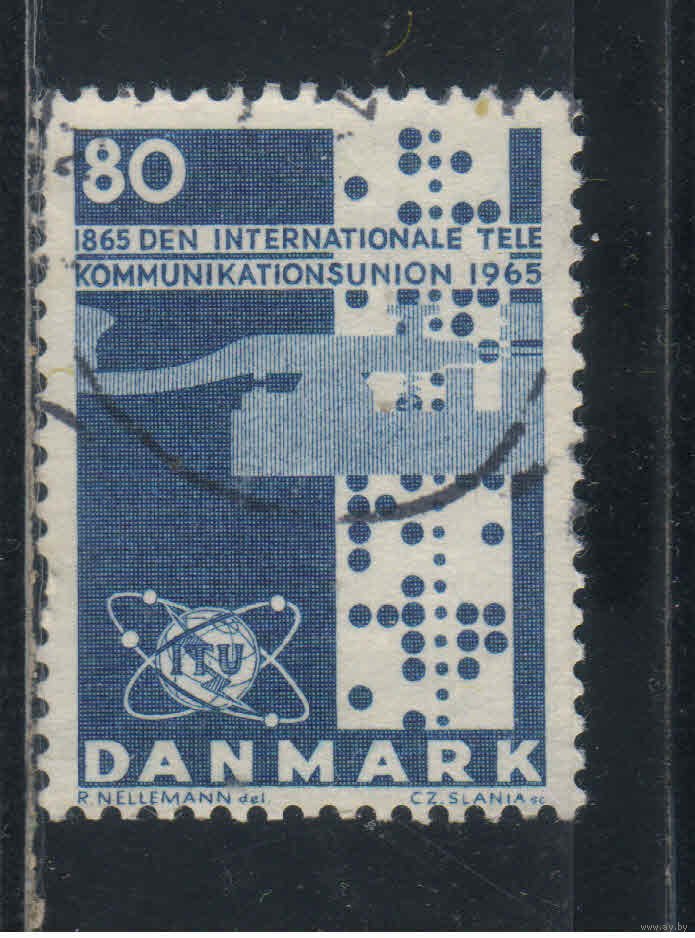 80
1865 DEN INTERNATIONALE TELE
KOMMUNIKATIONSUNION 1965
ITU
DANMARK
R. NELLEMANN del. CZ. SLANIA sc.
www.ay.by